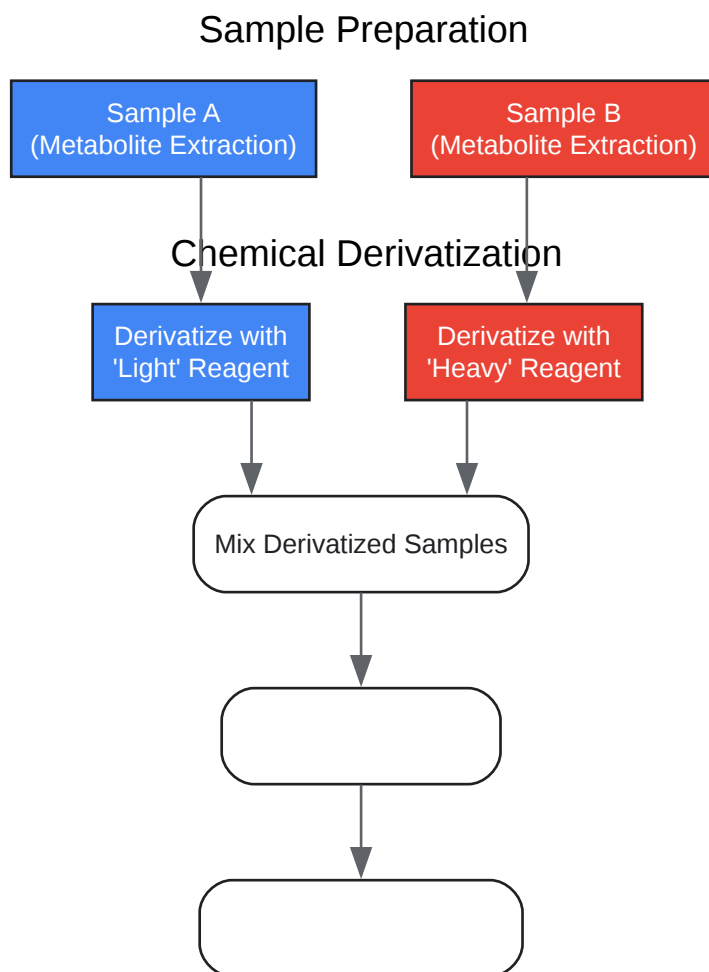 Sample Preparation
Sample A
(Metabolite Extraction)
Sample B
(Metabolite Extraction)
Chemical Derivatization
Derivatize with
'Light' Reagent
Derivatize with
'Heavy' Reagent
Mix Derivatized Samples